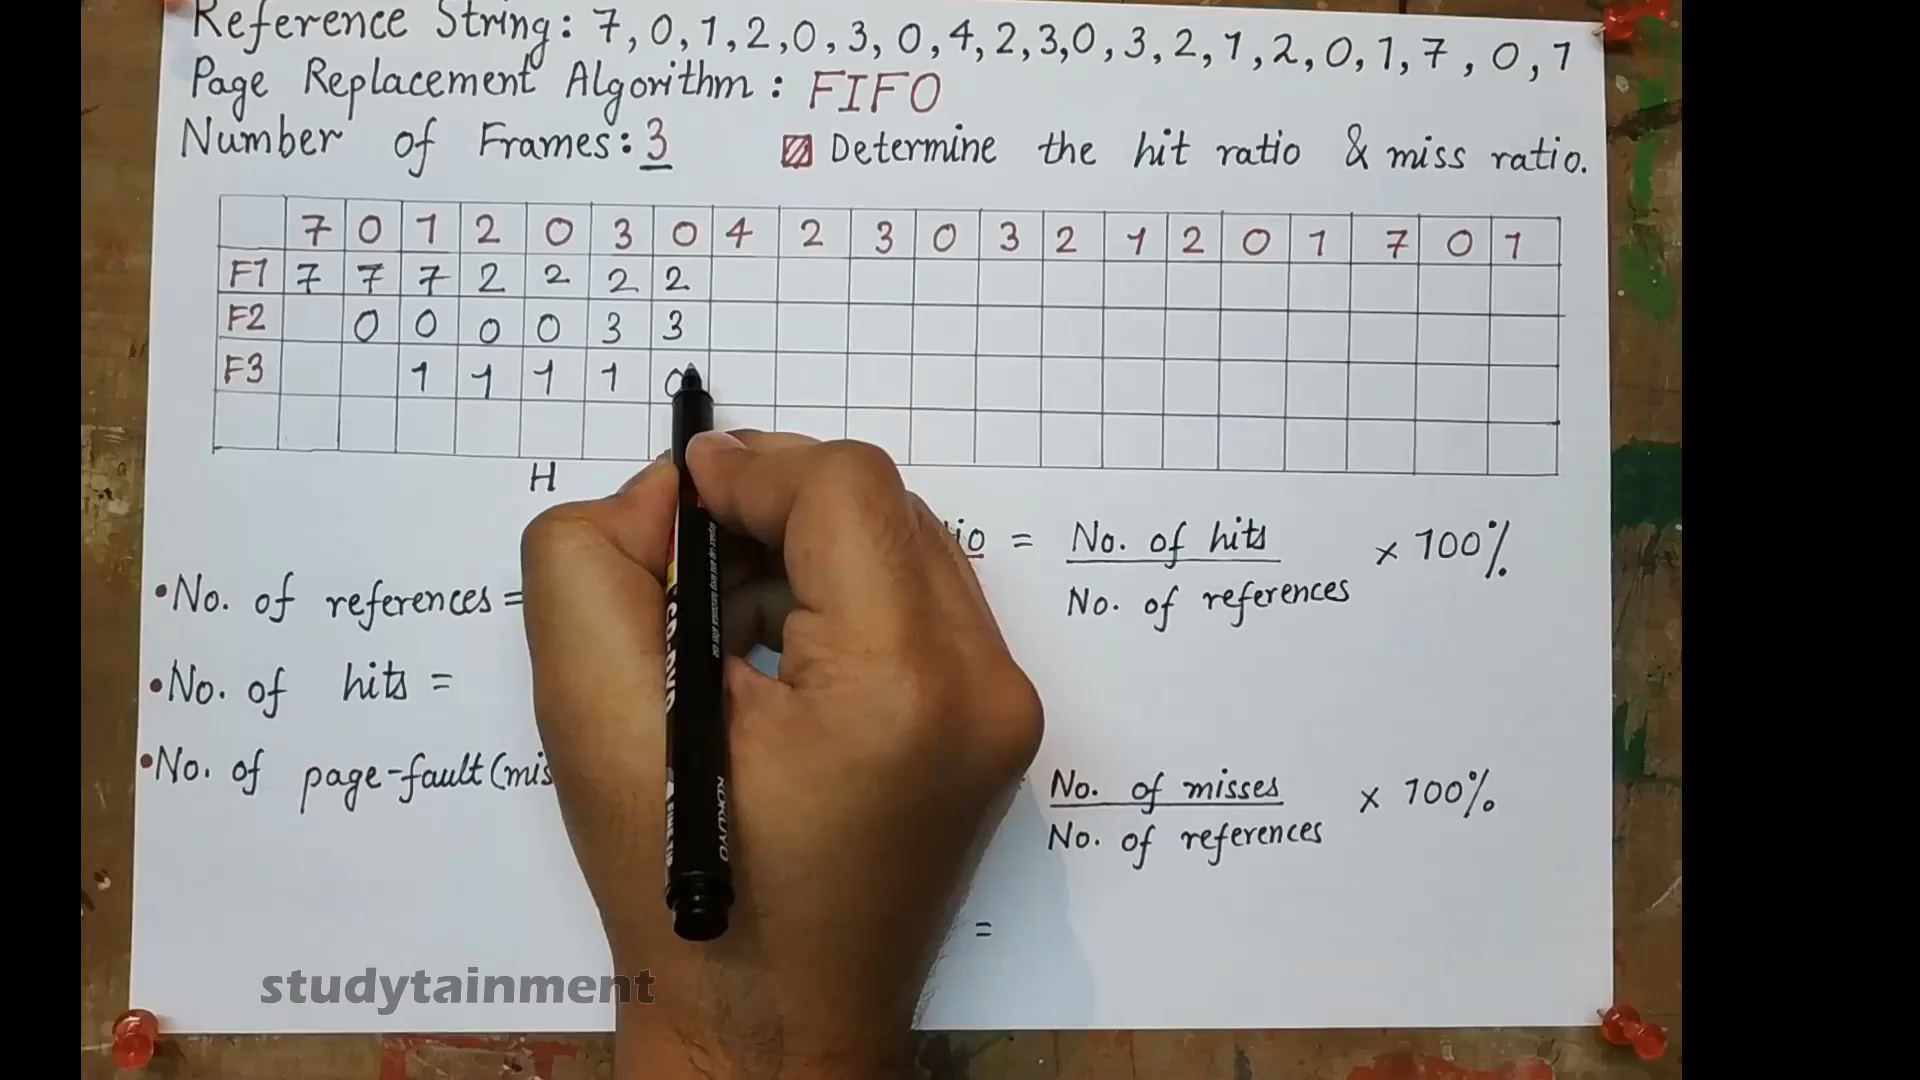 Reference String: 7, 0, 1, 2, 0, 3, 0, 4, 2, 3, 0, 3, 2, 1, 2, 0, 1, 7, 0, 1
Page Replacement Algorithm: FIFO
Number of Frames: 3 Determine the hit ratio & miss ratio.
7 0 1 2 0 3 0 4 2 3 0 3 2 1 2 0 1 7 0 1
F1 7 7 7 2 2 2 2
F2 0 0 0 0 3 3
F3 1 1 1 1 0
H
= No. of hits × 100%
No. of references
• No. of references =
• No. of hits =
• No. of page-fault
No. of misses × 100%
No. of references
=
studytainment
KOKUYO